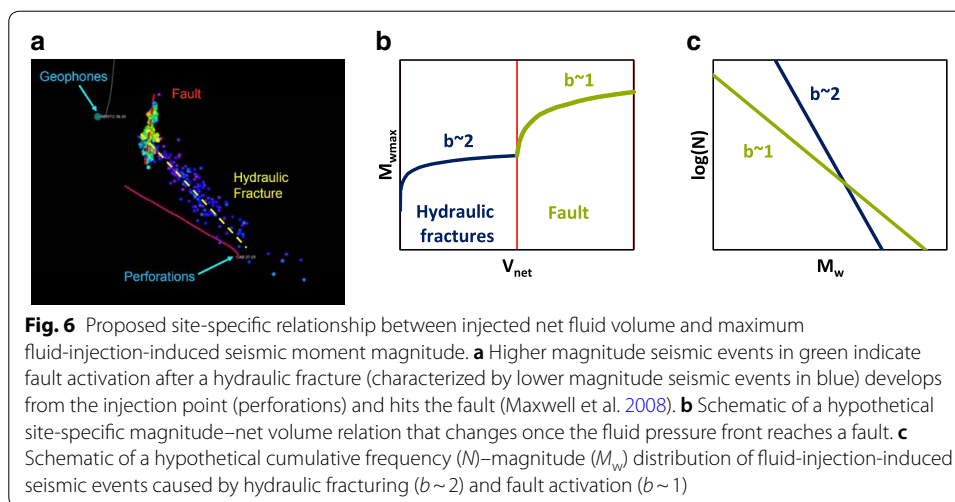 a
Geophones
Fault
Hydraulic
Fracture
Perforations
b
b~1
b~2
M_wmax
Hydraulic
fractures
Fault
V_net
c
b~2
b~1
log(N)
M_w
Fig. 6 Proposed site-specific relationship between injected net fluid volume and maximum
fluid-injection-induced seismic moment magnitude. a Higher magnitude seismic events in green indicate
fault activation after a hydraulic fracture (characterized by lower magnitude seismic events in blue) develops
from the injection point (perforations) and hits the fault (Maxwell et al. 2008). b Schematic of a hypothetical
site-specific magnitude–net volume relation that changes once the fluid pressure front reaches a fault. c
Schematic of a hypothetical cumulative frequency (N)–magnitude (M_w) distribution of fluid-injection-induced
seismic events caused by hydraulic fracturing (b ~ 2) and fault activation (b ~ 1)